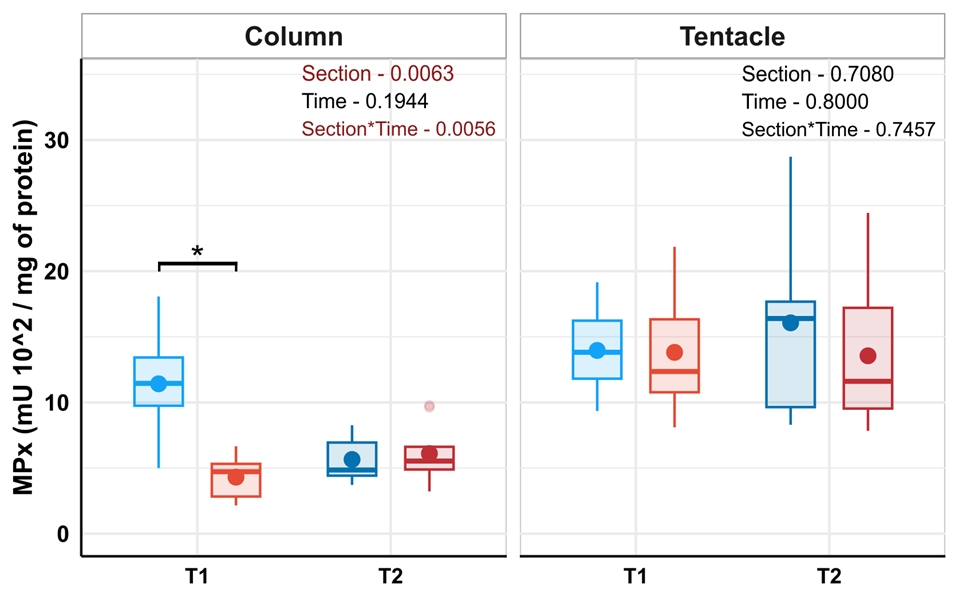 Column
Tentacle
Section - 0.0063
Time - 0.1944
Section*Time - 0.0056
Section - 0.7080
Time - 0.8000
Section*Time - 0.7457
MPx (mU 10^2 / mg of protein)
30
20
10
0
*
T1
T2
T1
T2